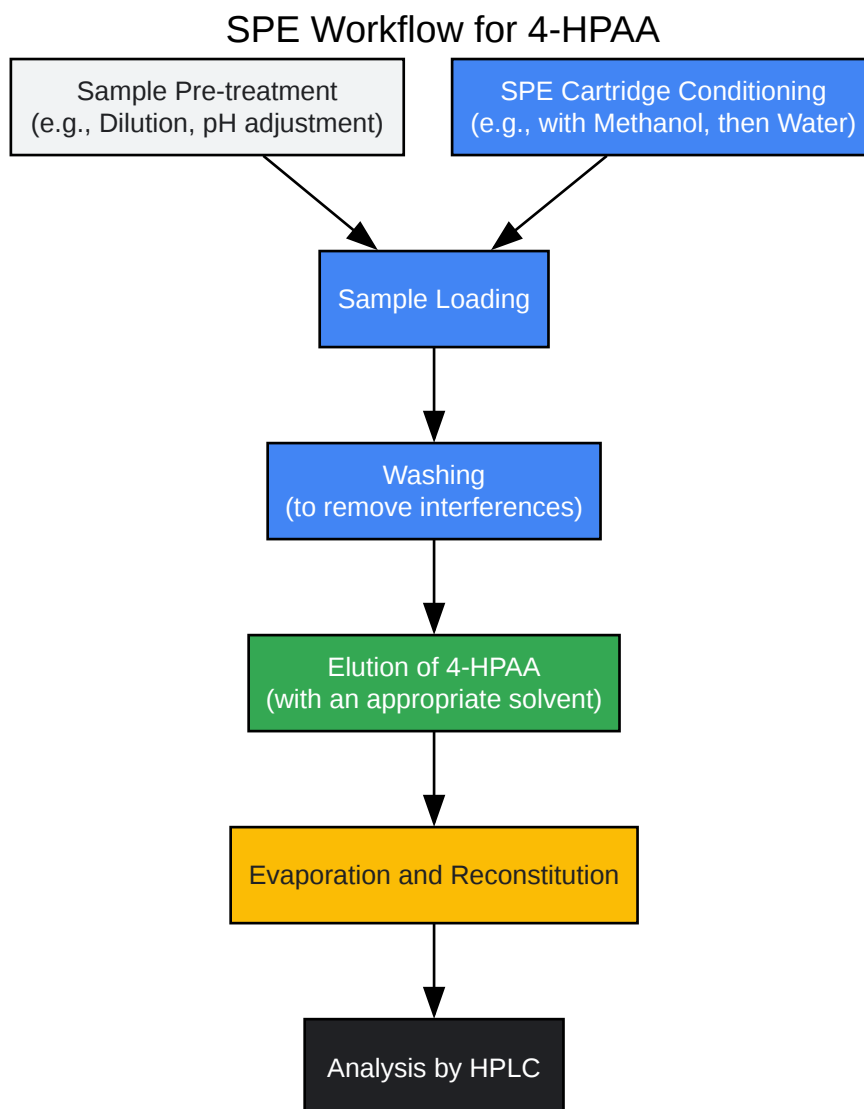 SPE Workflow for 4-HPAA
Sample Pre-treatment
(e.g., Dilution, pH adjustment)
SPE Cartridge Conditioning
(e.g., with Methanol, then Water)
Sample Loading
Washing
(to remove interferences)
Elution of 4-HPAA
(with an appropriate solvent)
Evaporation and Reconstitution
Analysis by HPLC